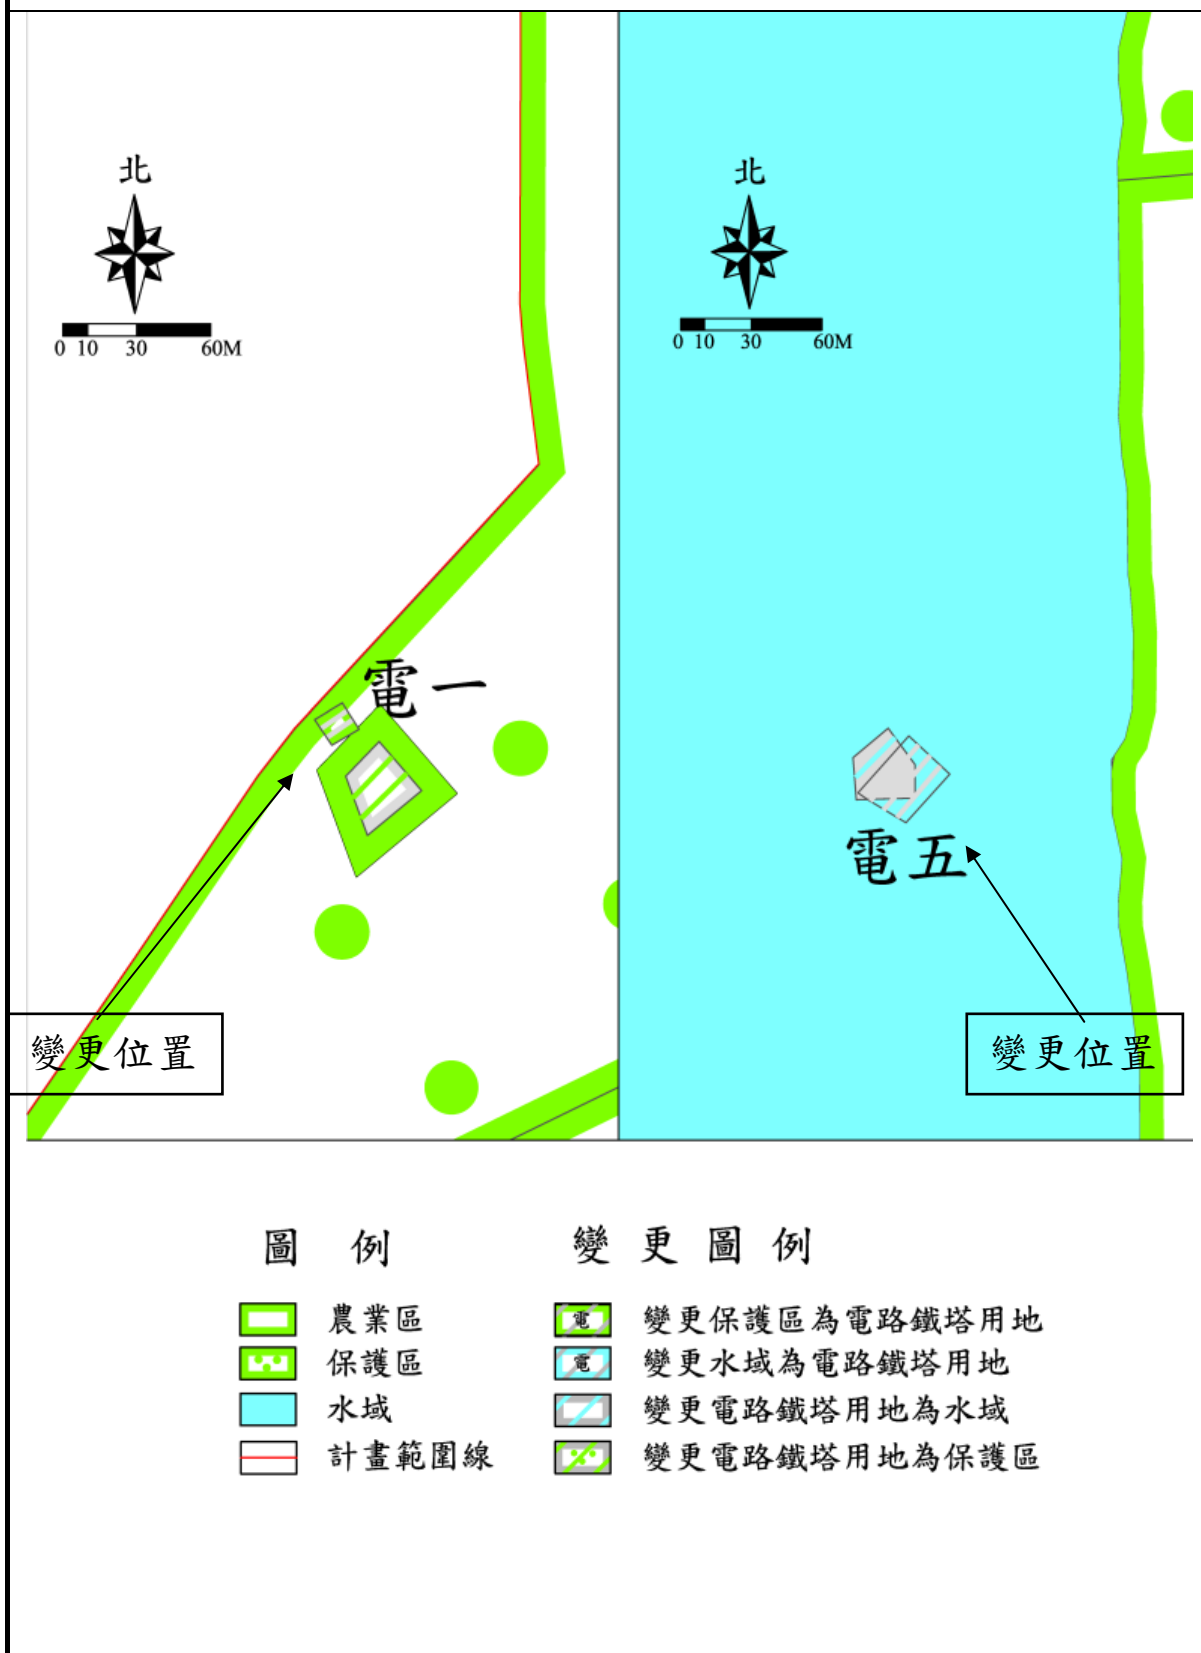 北
0 10 30 60M
電一
變更位置
北
0 10 30 60M
電五
變更位置
圖例
農業區
保護區
水域
計畫範圍線
變更圖例
電 變更保護區為電路鐵塔用地
電 變更水域為電路鐵塔用地
變更電路鐵塔用地為水域
變更電路鐵塔用地為保護區